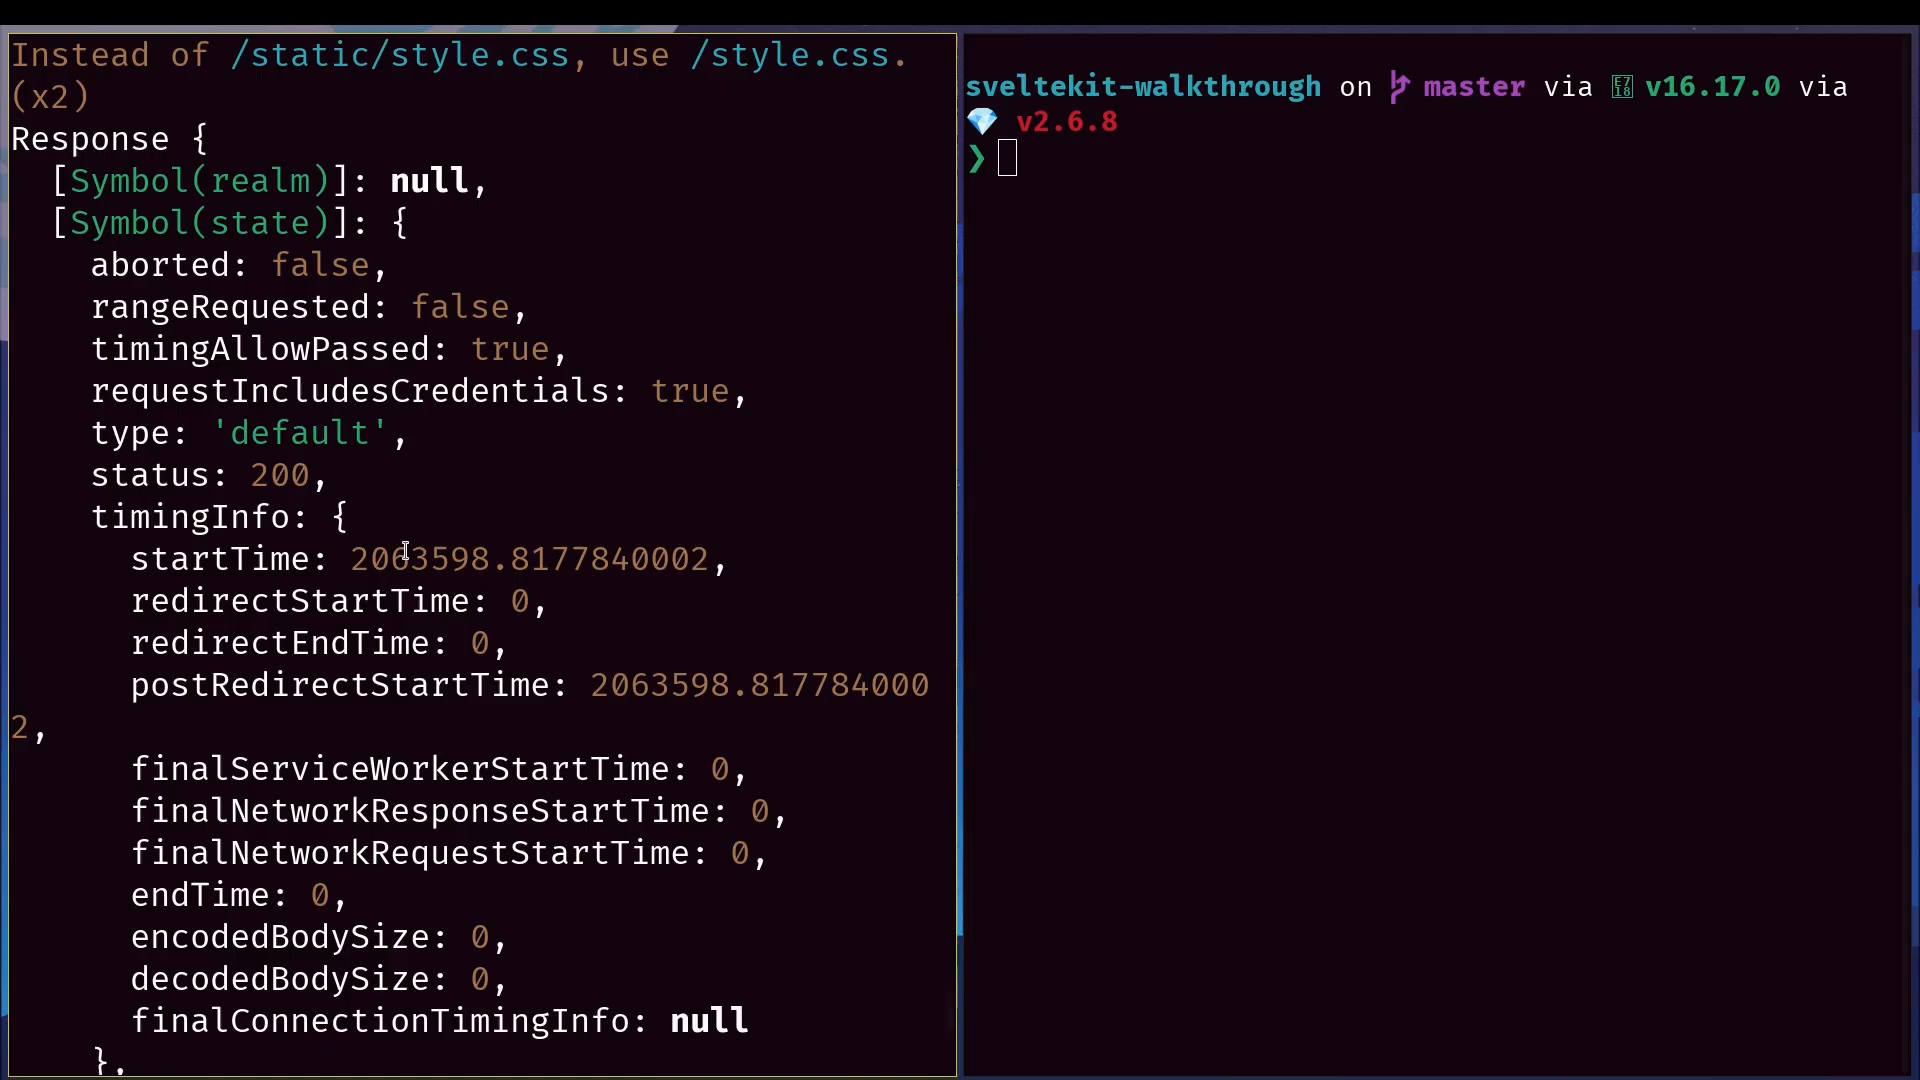 Instead of /static/style.css, use /style.css.
(x2)
Response {
[Symbol(realm)]: null,
[Symbol(state)]: {
aborted: false,
rangeRequested: false,
timingAllowPassed: true,
requestIncludesCredentials: true,
type: 'default',
status: 200,
timingInfo: {
startTime: 2063598.8177840002,
redirectStartTime: 0,
redirectEndTime: 0,
postRedirectStartTime: 2063598.817784000
2,
finalServiceWorkerStartTime: 0,
finalNetworkResponseStartTime: 0,
finalNetworkRequestStartTime: 0,
endTime: 0,
encodedBodySize: 0,
decodedBodySize: 0,
finalConnectionTimingInfo: null
},
sveltekit-walkthrough on master via E718 v16.17.0 via
💎 v2.6.8
❯